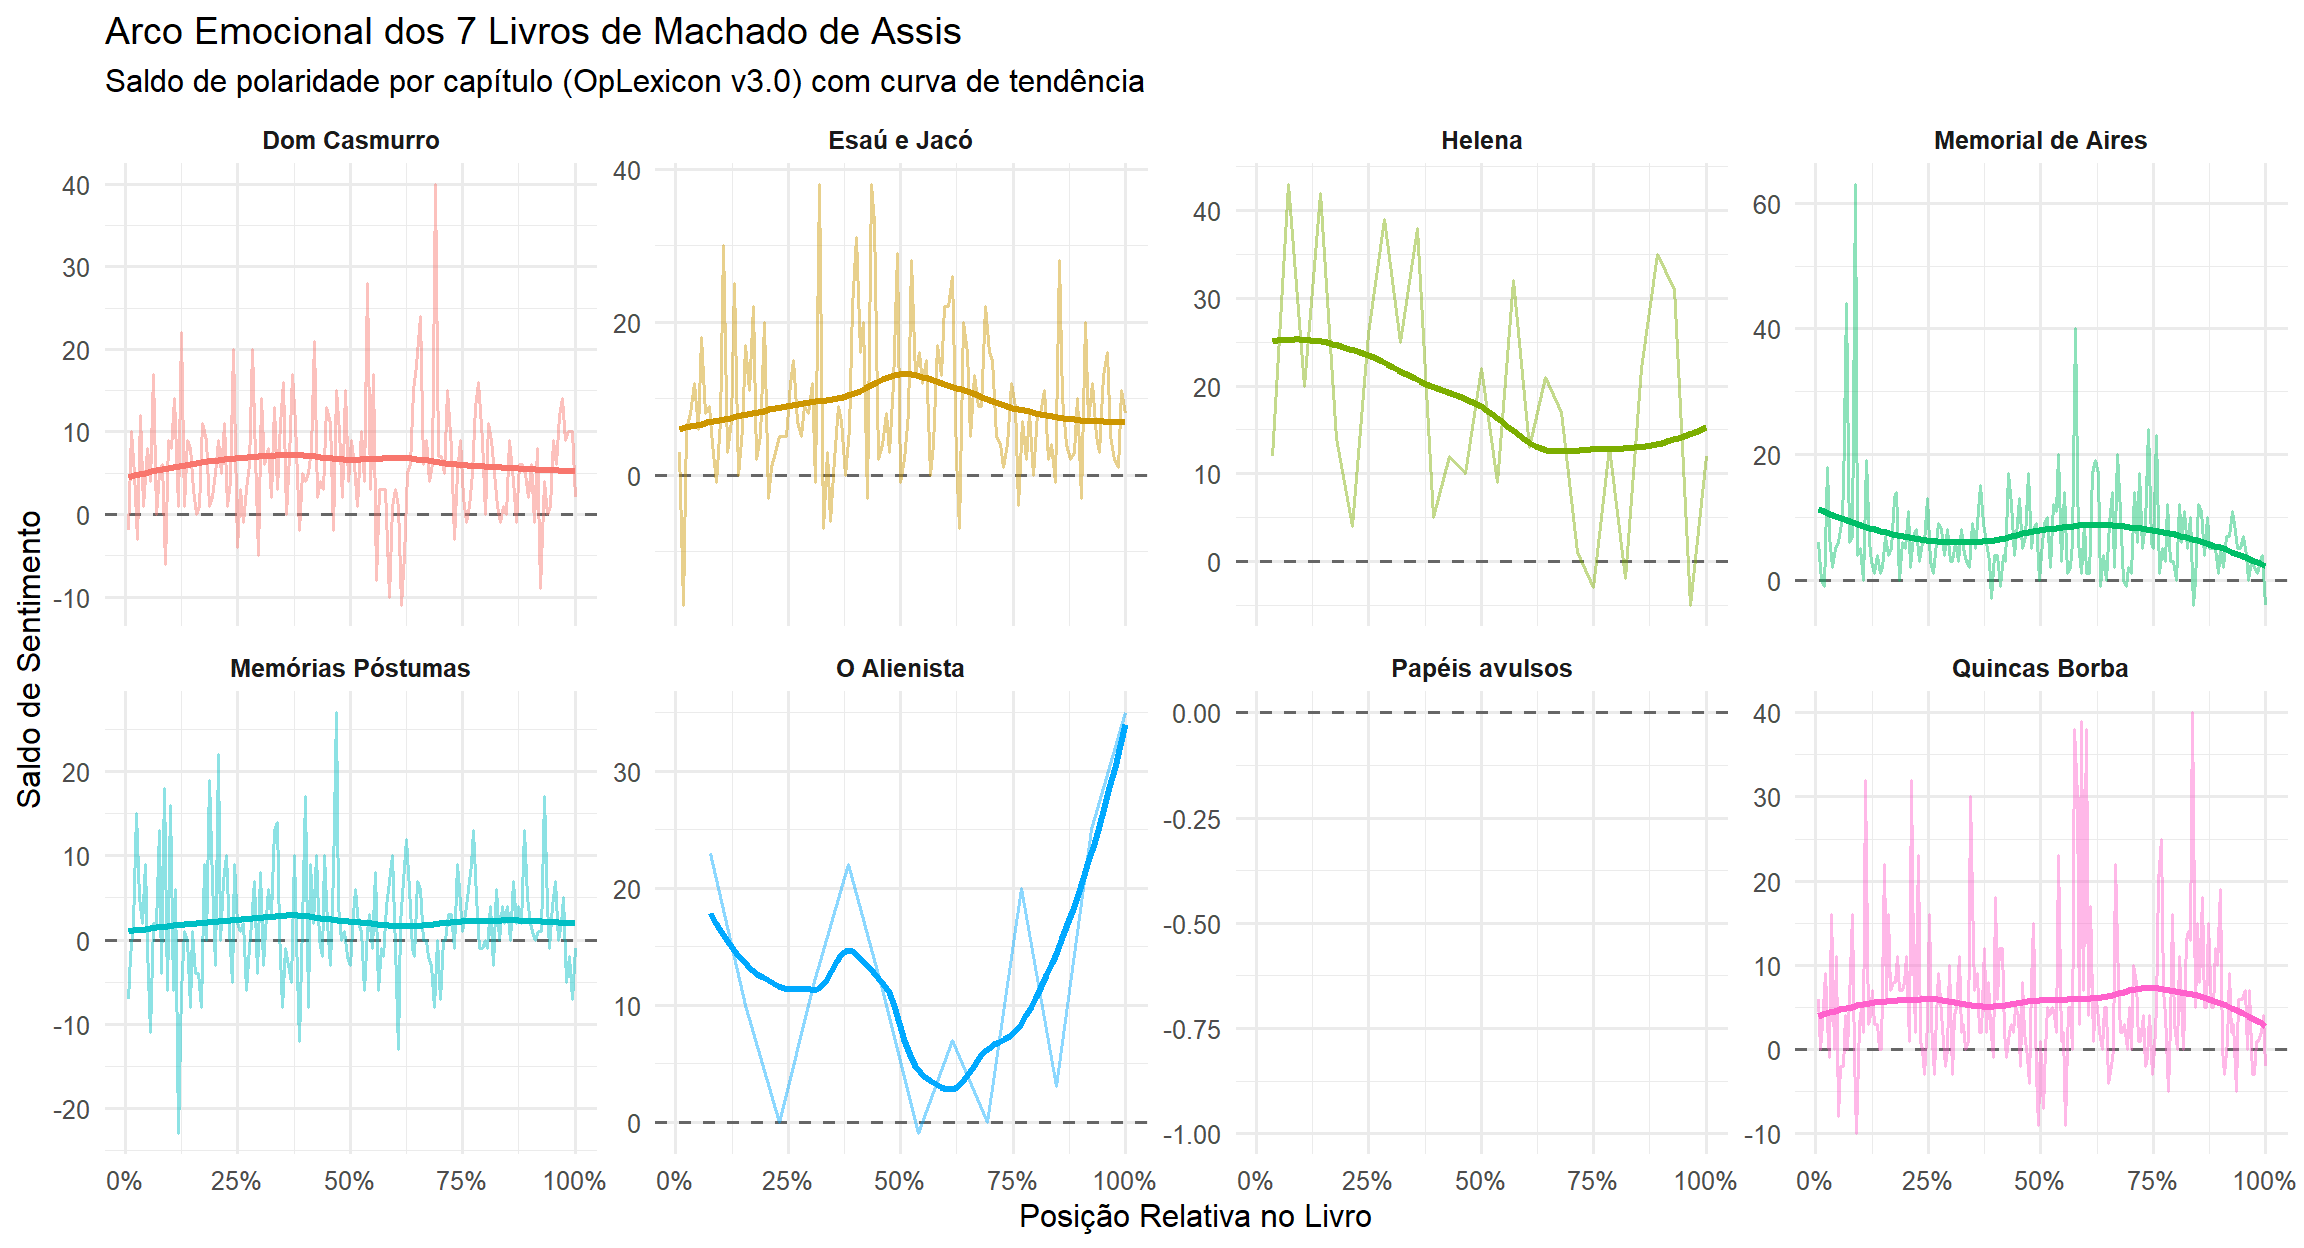 Arco Emocional dos 7 Livros de Machado de Assis
Saldo de polaridade por capítulo (OpLexicon v3.0) com curva de tendência
Dom Casmurro
Esaú e Jacó
Helena
Memorial de Aires
40
30
20
10
0
-10
40
20
0
40
30
20
10
0
60
40
20
0
Saldo de Sentimento
Memórias Póstumas
O Alienista
Papéis avulsos
Quincas Borba
20
10
0
-10
-20
30
20
10
0
0.00
-0.25
-0.50
-0.75
-1.00
40
30
20
10
0
-10
0% 25% 50% 75% 100%
0% 25% 50% 75% 100%
0% 25% 50% 75% 100%
0% 25% 50% 75% 100%
Posição Relativa no Livro